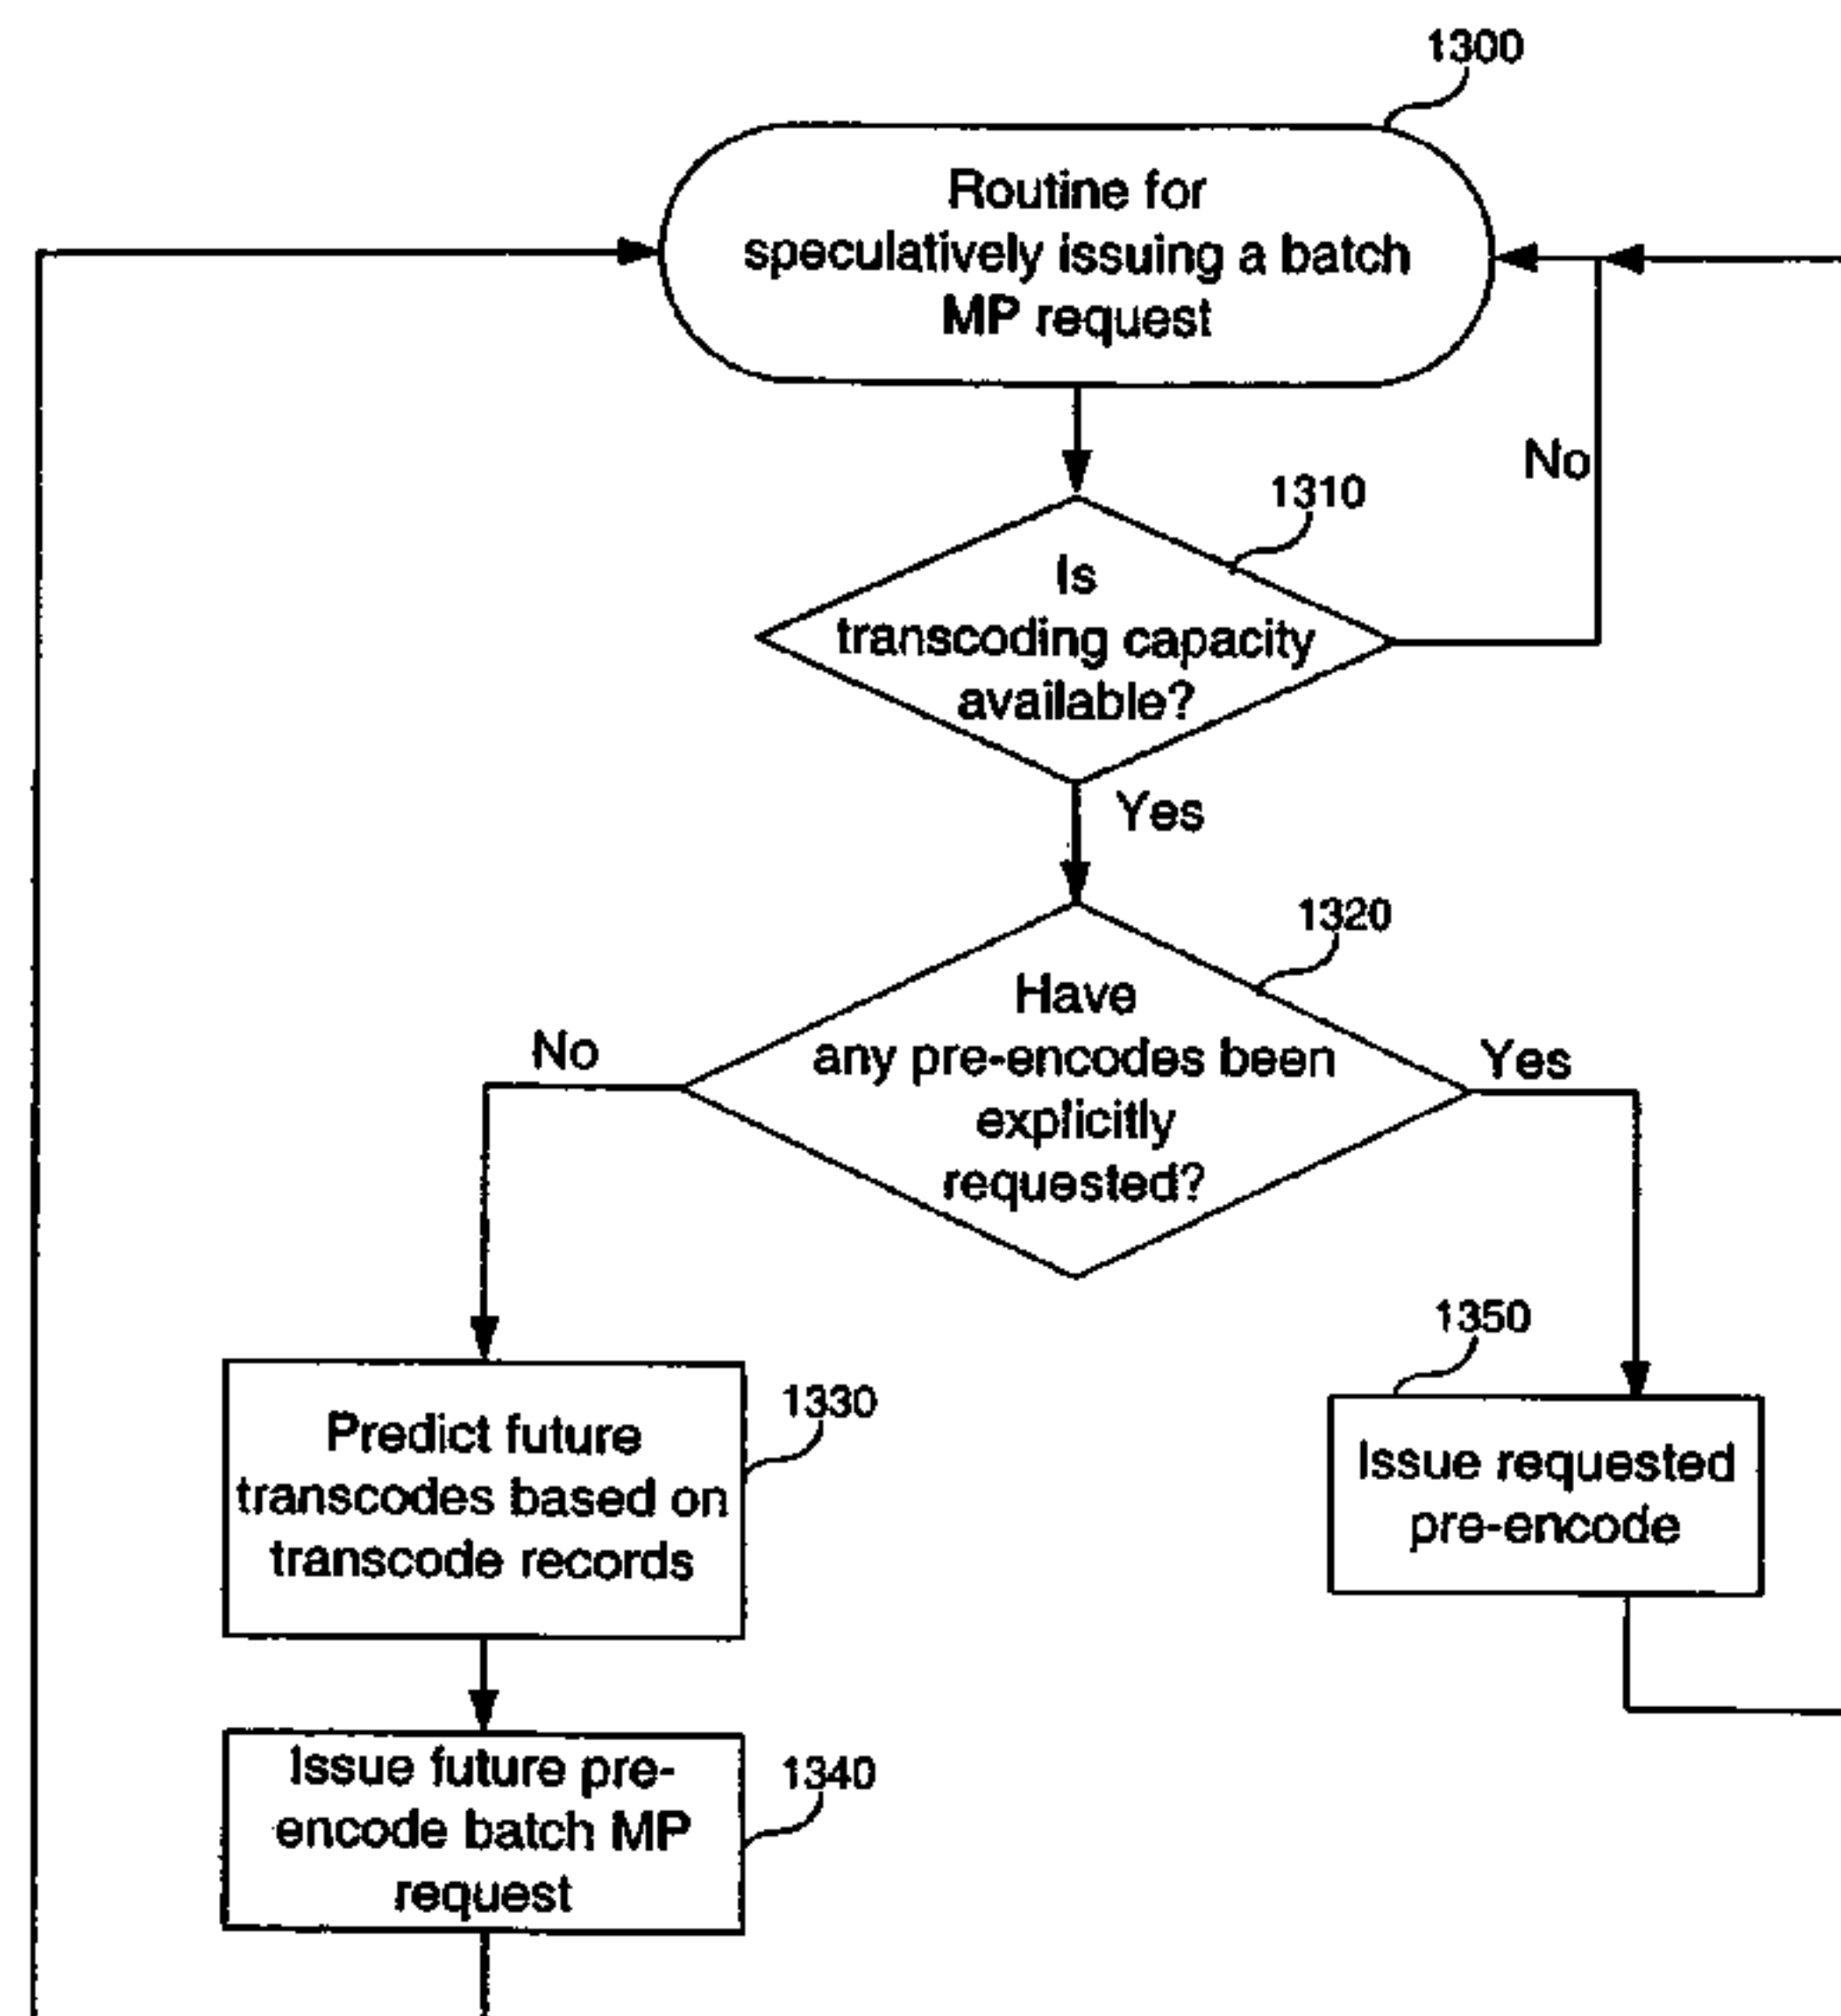 1300
Routine for
speculatively issuing a batch
MP request
No
1310
Is
transcoding capacity
available?
Yes
1320
Have
any pre-encodes been
explicitly
requested?
No
Yes
1350
Issue requested
pre-encode
1330
Predict future
transcodes based on
transcode records
1340
Issue future pre-
encode batch MP
request